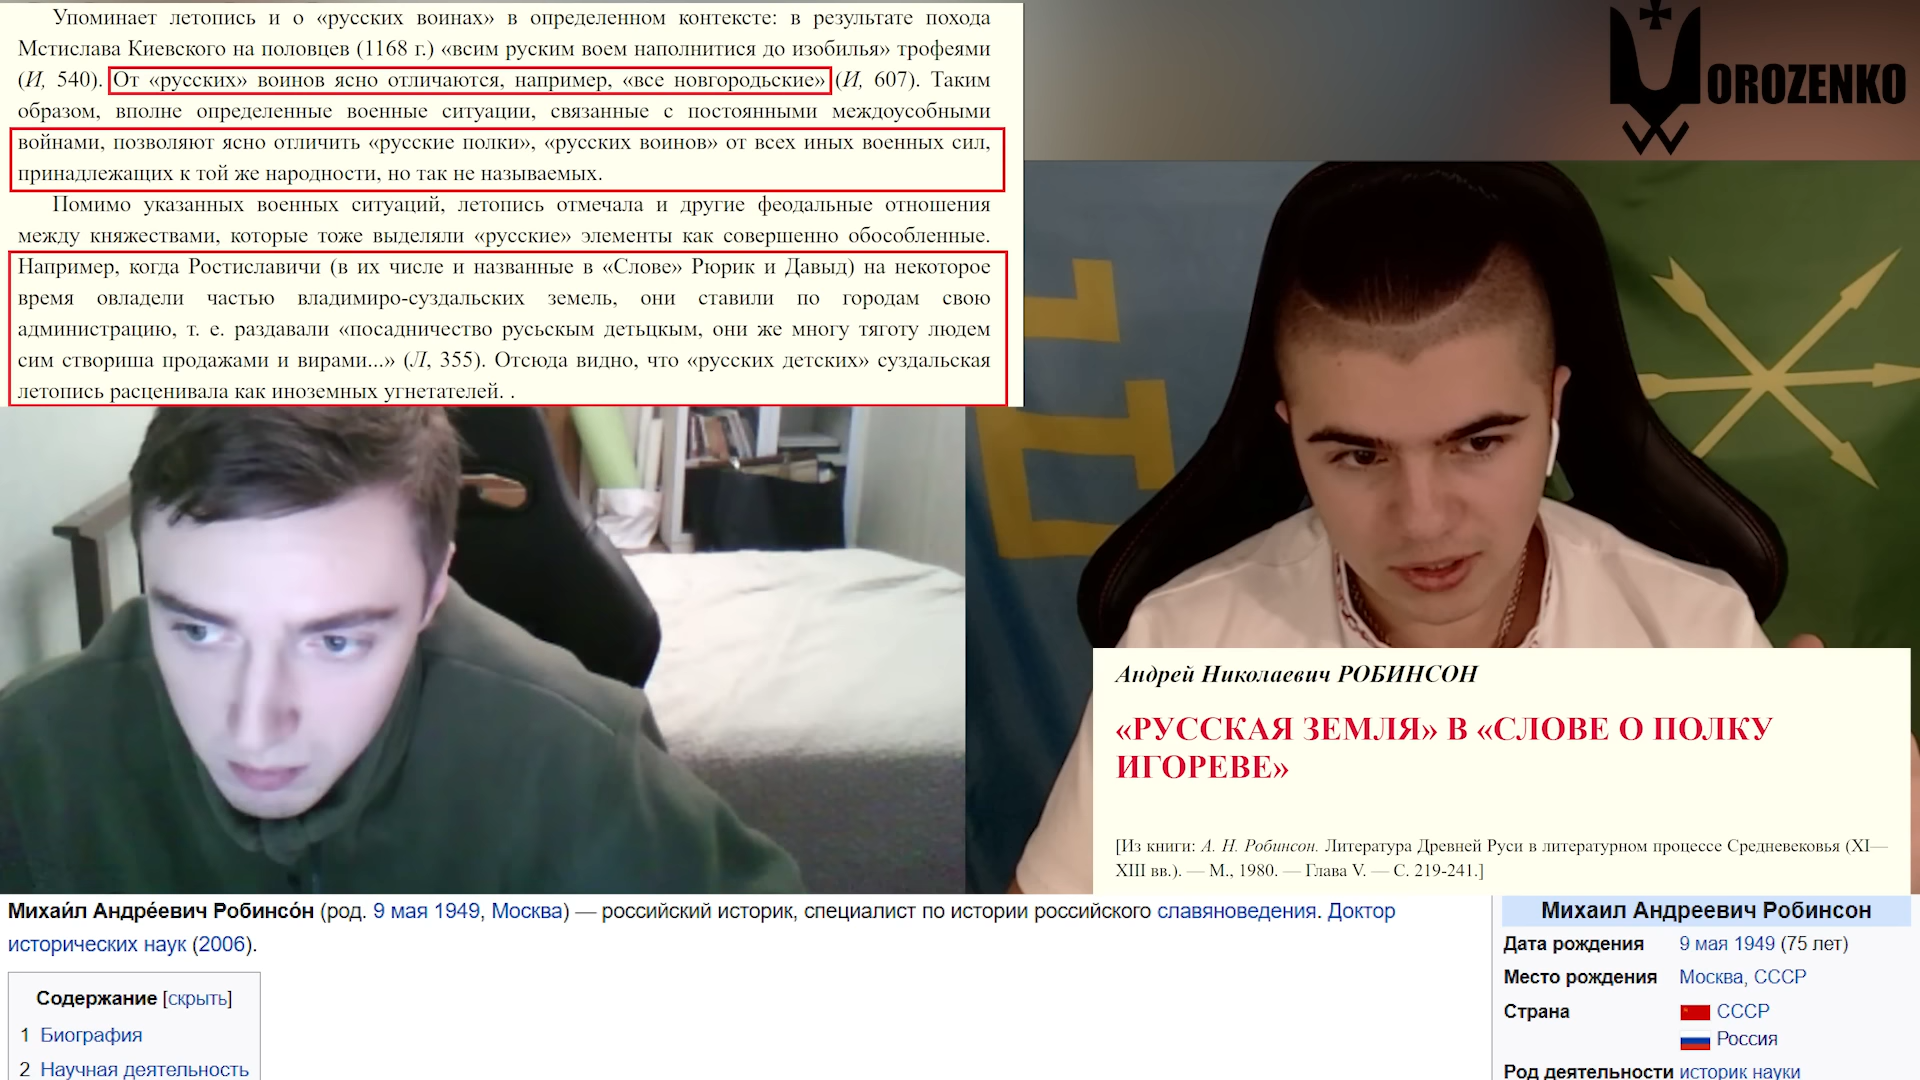 Упоминает летопись и о «русских воинах» в определенном контексте: в результате похода
Мстислава Киевского на половцев (1168 г.) «всим руским воем наполнитися до изобилья» трофеями
(И, 540). От «русских» воинов ясно отличаются, например, «все новгородьские» (И, 607). Таким
образом, вполне определенные военные ситуации, связанные с постоянными междоусобными
войнами, позволяют ясно отличить «русские полки», «русских воинов» от всех иных военных сил,
принадлежащих к той же народности, но так не называемых.
Помимо указанных военных ситуаций, летопись отмечала и другие феодальные отношения
между княжествами, которые тоже выделяли «русские» элементы как совершенно обособленные.
Например, когда Ростиславичи (в их числе и названные в «Слове» Рюрик и Давыд) на некоторое
время овладели частью владимиро-суздальских земель, они ставили по городам свою
администрацию, т. е. раздавали «посадничество русьскым детьцкым, они же многу тяготу людем
сим створиша продажами и вирами...» (Л, 355). Отсюда видно, что «русских детских» суздальская
летопись расценивала как иноземных угнетателей. .
OROZENKO
Андрей Николаевич РОБИНСОН
«РУССКАЯ ЗЕМЛЯ» В «СЛОВЕ О ПОЛКУ
ИГОРЕВЕ»
[Из книги: А. Н. Робинсон. Литература Древней Руси в литературном процессе Средневековья (XI—
XIII вв.). — М., 1980. — Глава V. — С. 219-241.]
Михаи́л Андре́евич Робинсо́н (род. 9 мая 1949, Москва) — российский историк, специалист по истории российского славяноведения. Доктор
исторических наук (2006).
Содержание [скрыть]
1 Биография
2 Научная деятельность
Михаил Андреевич Робинсон
Дата рождения 9 мая 1949 (75 лет)
Место рождения Москва, СССР
Страна СССР
Россия
Род деятельности историк науки